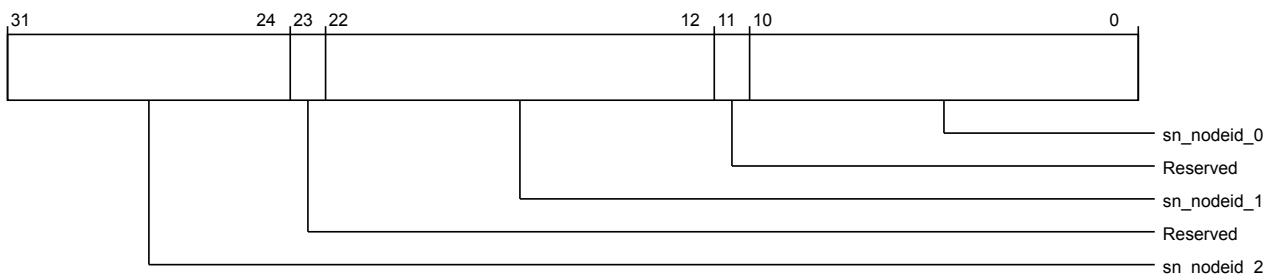 31 24 23 22 12 11 10 0
sn_nodeid_0
Reserved
sn_nodeid_1
Reserved
sn_nodeid_2